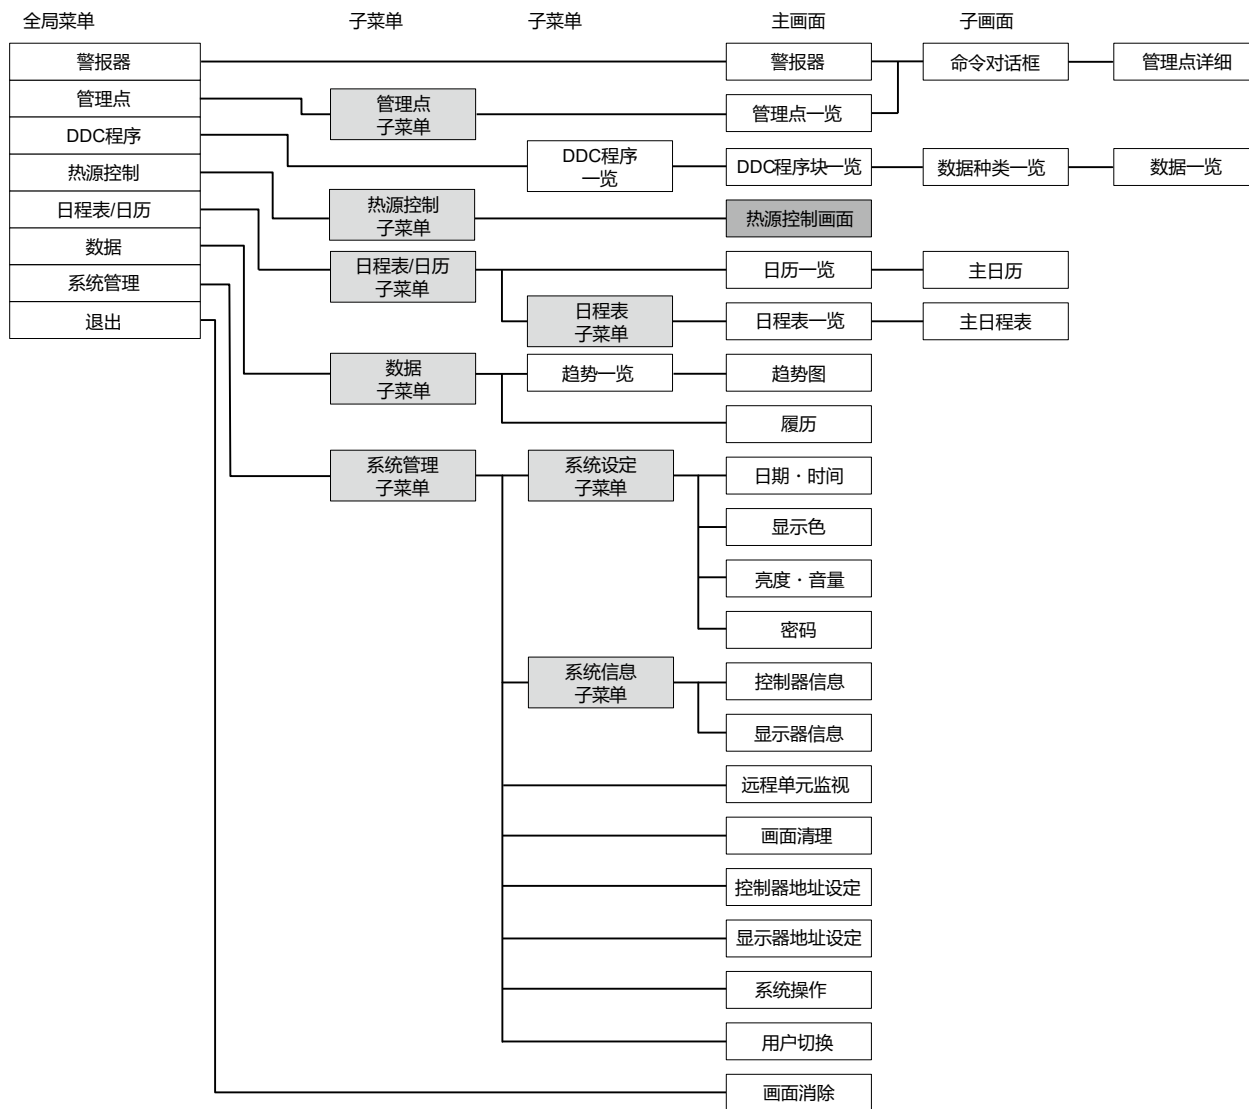 全局菜单
子菜单
子菜单
主画面
子画面
警报器
警报器
命令对话框
管理点详细
管理点
管理点
子菜单
管理点一览
DDC程序
DDC程序
一览
DDC程序块一览
数据种类一览
数据一览
热源控制
热源控制
子菜单
热源控制画面
日程表/日历
日程表/日历
子菜单
日历一览
主日历
数据
系统管理
日程表
子菜单
日程表一览
主日程表
退出
数据
子菜单
趋势一览
趋势图
履历
系统管理
子菜单
系统设定
子菜单
日期・时间
显示色
亮度・音量
密码
系统信息
子菜单
控制器信息
显示器信息
远程单元监视
画面清理
控制器地址设定
显示器地址设定
系统操作
用户切换
画面消除